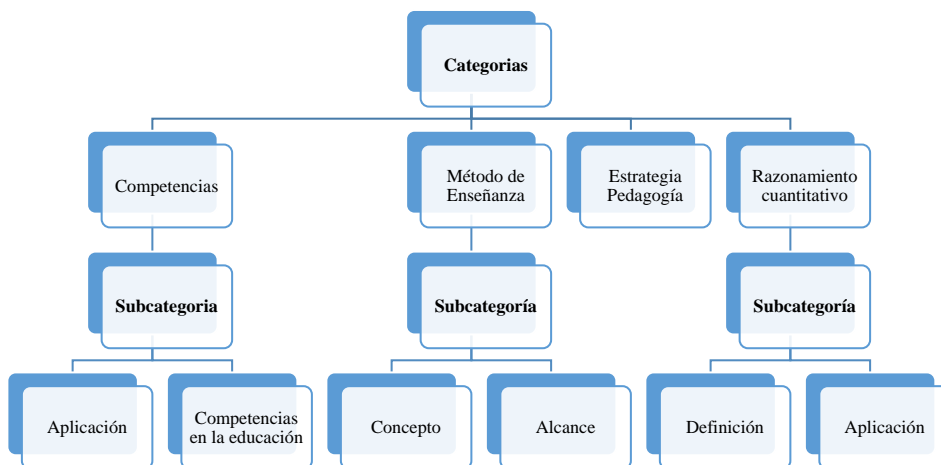 Categorias
Competencias
Método de
Enseñanza
Estrategia
Pedagogía
Razonamiento
cuantitativo
Subcategoria
Subcategoría
Subcategoría
Aplicación
Competencias
en la educación
Concepto
Alcance
Definición
Aplicación